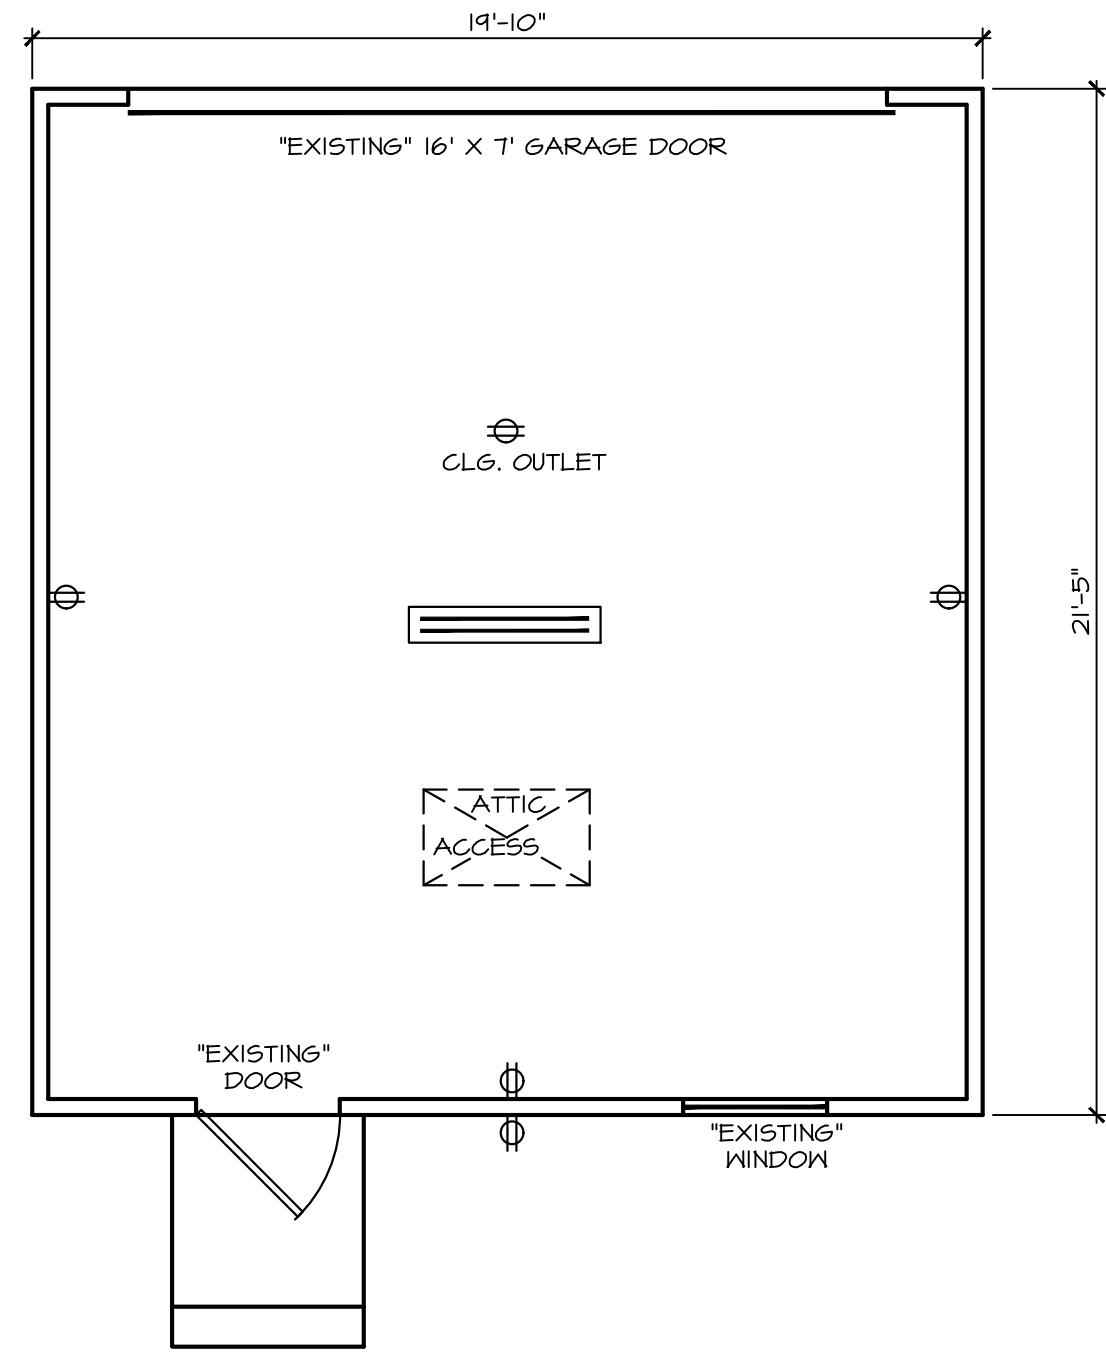 19'-10"
"EXISTING" 16' X 7' GARAGE DOOR
CLG. OUTLET
21'-5"
ATTIC
ACCESS
"EXISTING"
DOOR
"EXISTING"
WINDOW